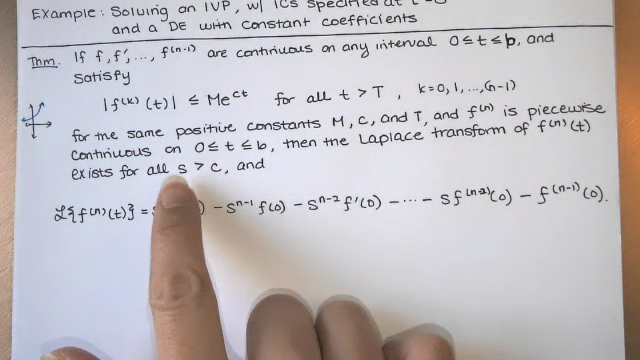 Example: Solving an IVP, w/ ICs specified at t=0
and a DE with constant coefficients
Thm. If f, f', ..., f⁽ⁿ⁻¹⁾ are continuous on any interval 0 ≤ t ≤ b, and
satisfy
|f⁽ᵏ⁾(t)| ≤ Me^ct for all t > T, k = 0, 1, ..., (n-1)
for the same positive constants M, C, and T, and f⁽ⁿ⁾ is piecewise
continuous on 0 ≤ t ≤ b, then the Laplace transform of f⁽ⁿ⁾(t)
exists for all s > c, and
ℒ{f⁽ⁿ⁾(t)} = s ) - sⁿ⁻¹ f(0) - sⁿ⁻² f'(0) - ... - s f⁽ⁿ⁻²⁾(0) - f⁽ⁿ⁻¹⁾(0).